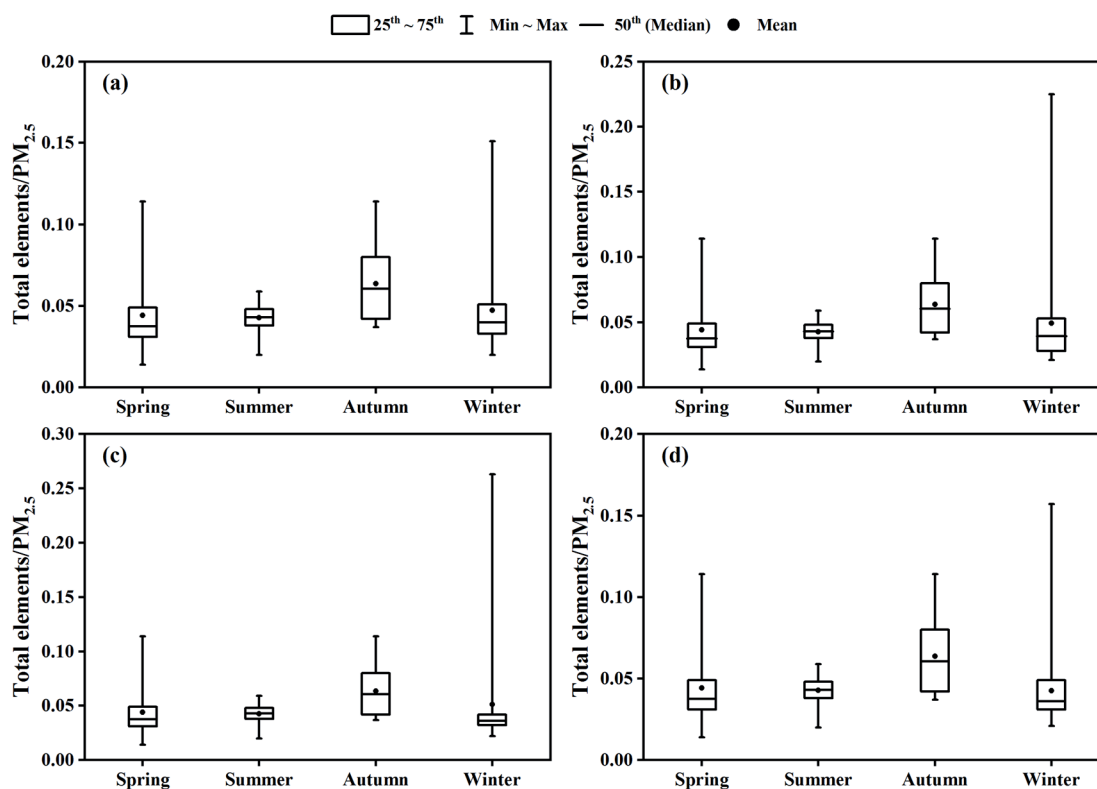 25th ~ 75th Min ~ Max 50th (Median) Mean
(a)
Total elements/PM2.5
0.20
0.15
0.10
0.05
0.00
Spring Summer Autumn Winter
(b)
Total elements/PM2.5
0.25
0.20
0.15
0.10
0.05
0.00
Spring Summer Autumn Winter
(c)
Total elements/PM2.5
0.30
0.25
0.20
0.15
0.10
0.05
0.00
Spring Summer Autumn Winter
(d)
Total elements/PM2.5
0.20
0.15
0.10
0.05
0.00
Spring Summer Autumn Winter